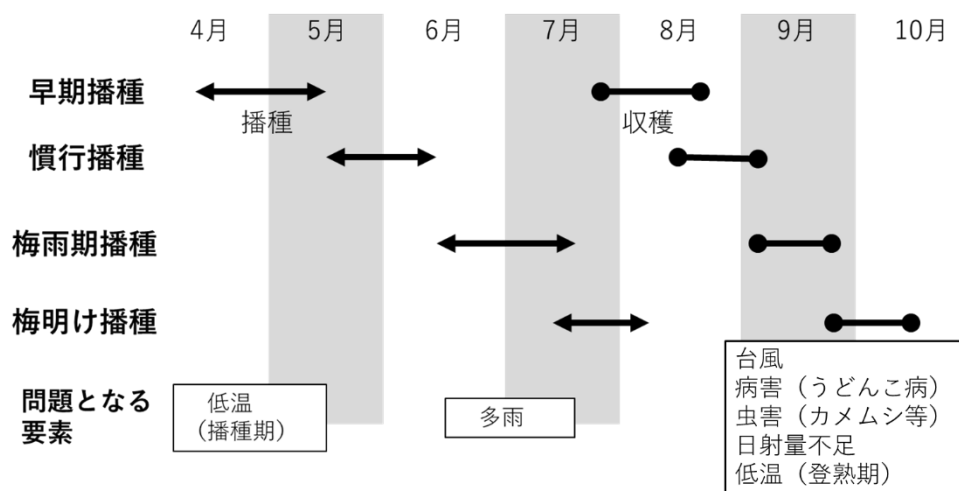 4月 5月 6月 7月 8月 9月 10月
早期播種
播種 収穫
慣行播種
梅雨期播種
梅明け播種
問題となる
要素
低温
（播種期）
多雨
台風
病害（うどんこ病）
虫害（カメムシ等）
日射量不足
低温（登熟期）